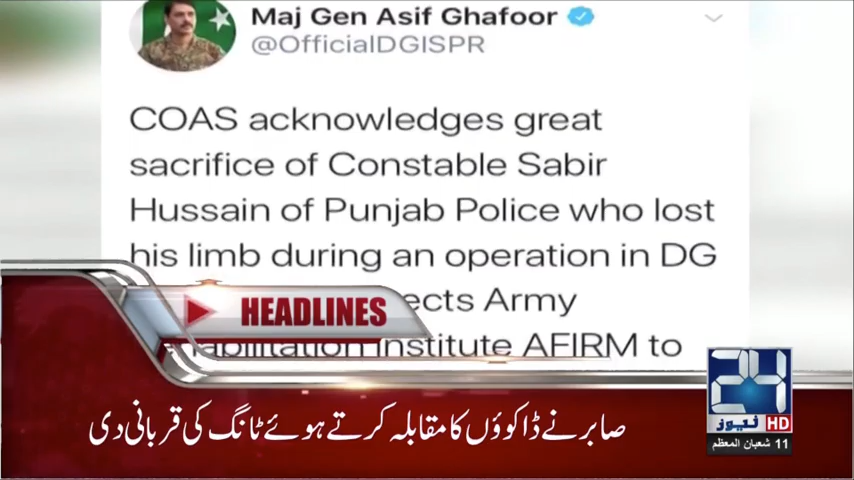 Maj Gen Asif Ghafoor
@OfficialDGISPR
COAS acknowledges great
sacrifice of Constable Sabir
Hussain of Punjab Police who lost
his limb during an operation in DG
ects Army
abilitation Institute AFIRM to
HEADLINES
صابر نے ڈاکوؤں کا مقابلہ کرتے ہوئے ٹانگ کی قربانی دی
24
نیوز HD
11 شعبان المعظم